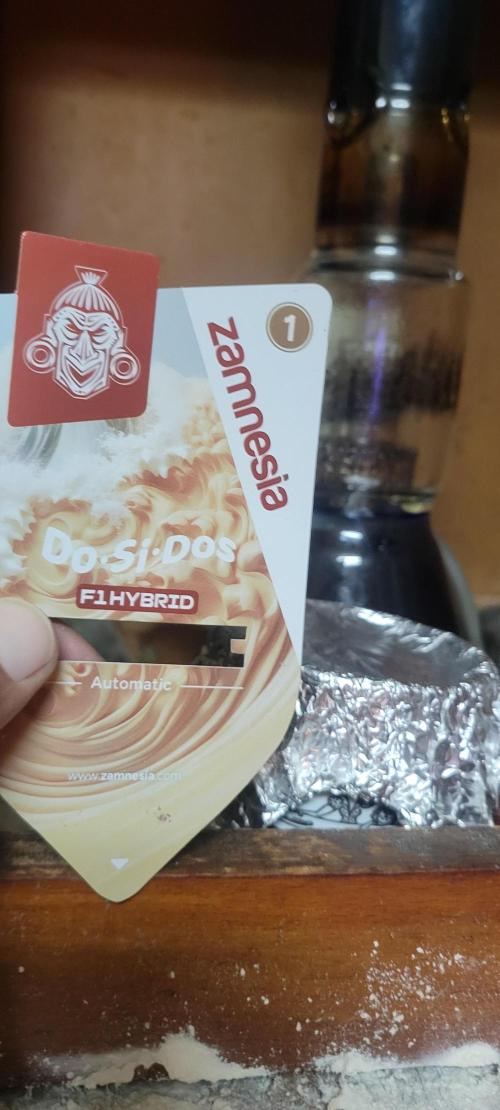 1
zamnesia
Do·Si·Dos
F1 HYBRID
Automatic
www.zamnesia.com